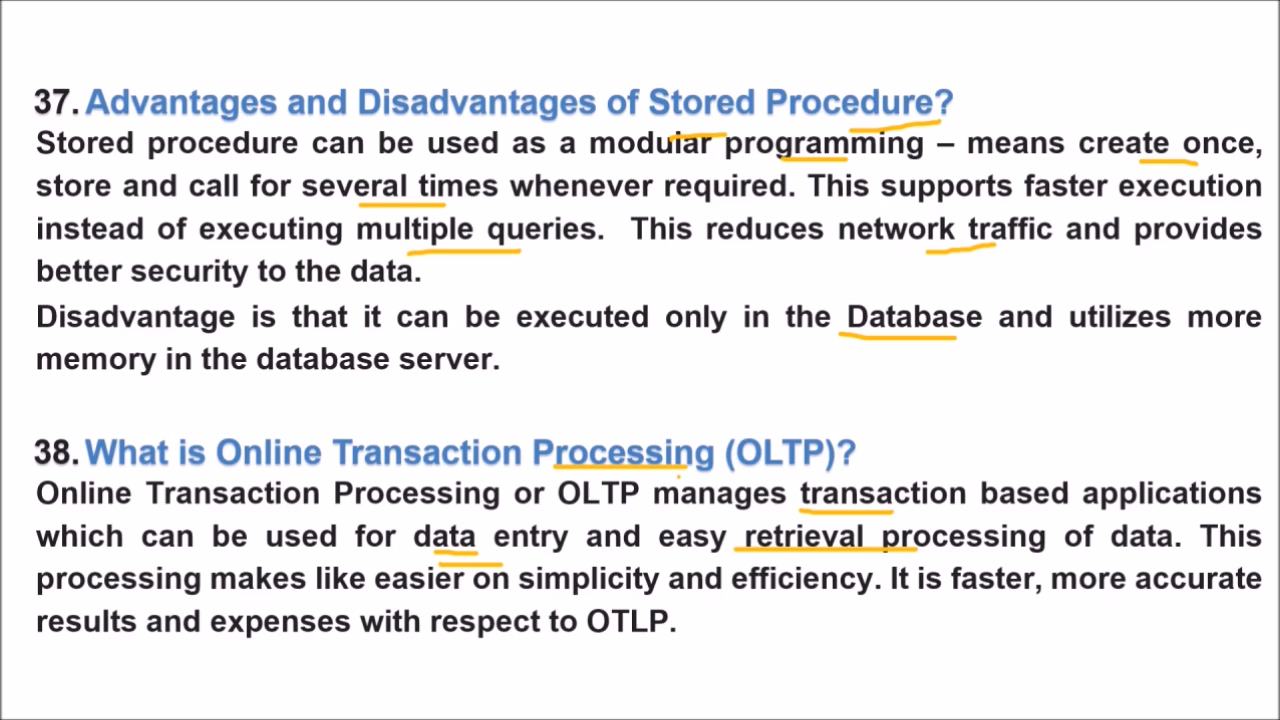 37. Advantages and Disadvantages of Stored Procedure?
Stored procedure can be used as a modular programming – means create once,
store and call for several times whenever required. This supports faster execution
instead of executing multiple queries. This reduces network traffic and provides
better security to the data.
Disadvantage is that it can be executed only in the Database and utilizes more
memory in the database server.
38. What is Online Transaction Processing (OLTP)?
Online Transaction Processing or OLTP manages transaction based applications
which can be used for data entry and easy retrieval processing of data. This
processing makes like easier on simplicity and efficiency. It is faster, more accurate
results and expenses with respect to OTLP.